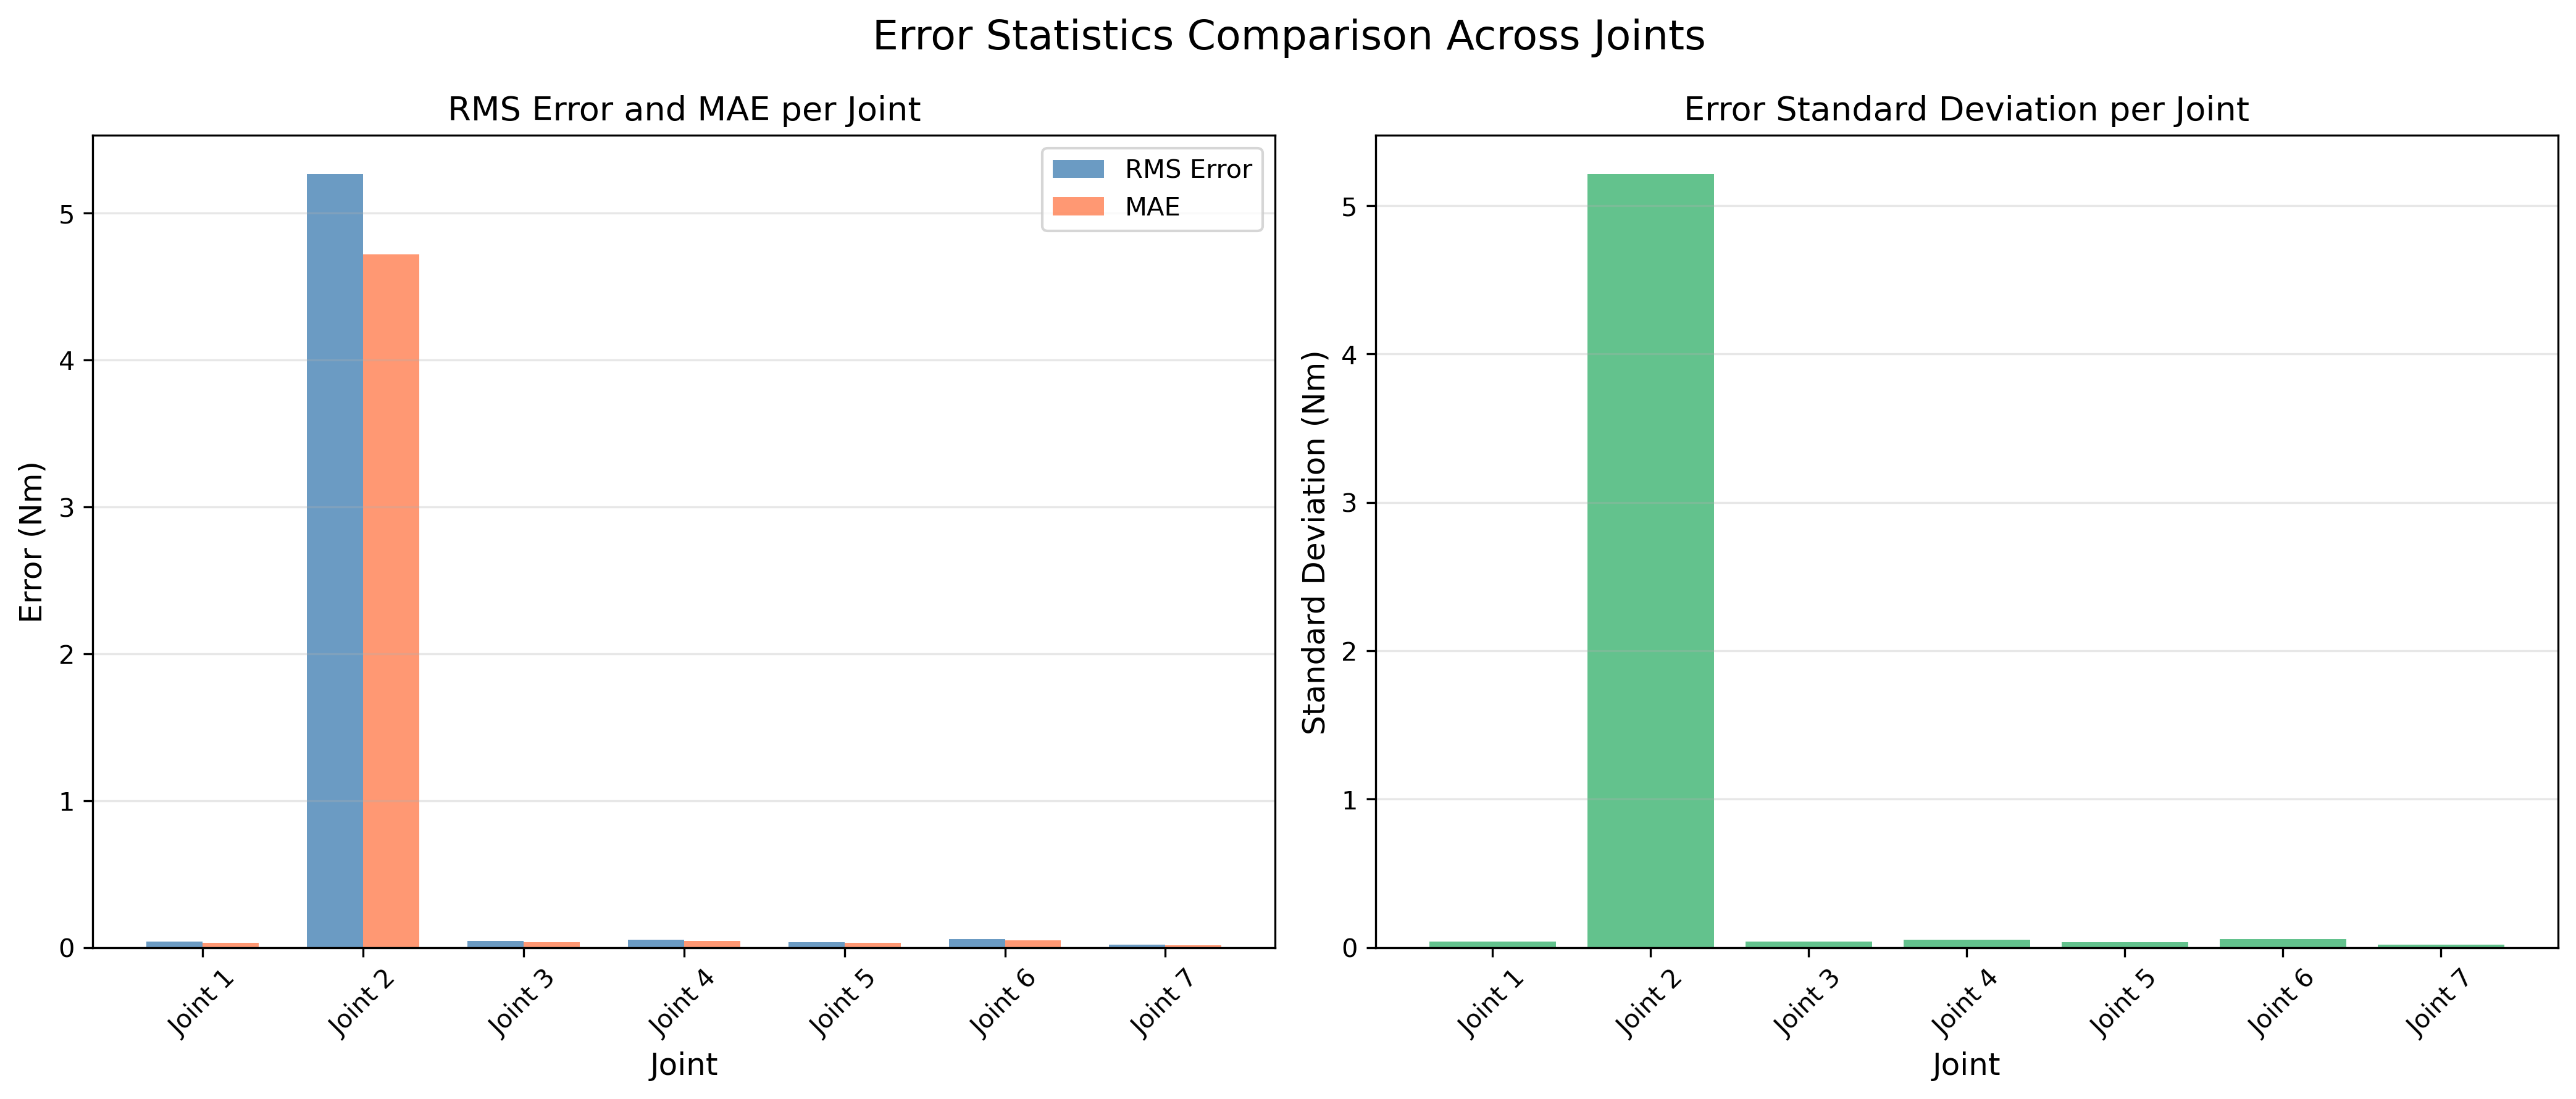 Error Statistics Comparison Across Joints
RMS Error and MAE per Joint
Error (Nm)
5
4
3
2
1
0
RMS Error
MAE
Joint 1
Joint 2
Joint 3
Joint 4
Joint 5
Joint 6
Joint 7
Joint
Error Standard Deviation per Joint
Standard Deviation (Nm)
5
4
3
2
1
0
Joint 1
Joint 2
Joint 3
Joint 4
Joint 5
Joint 6
Joint 7
Joint